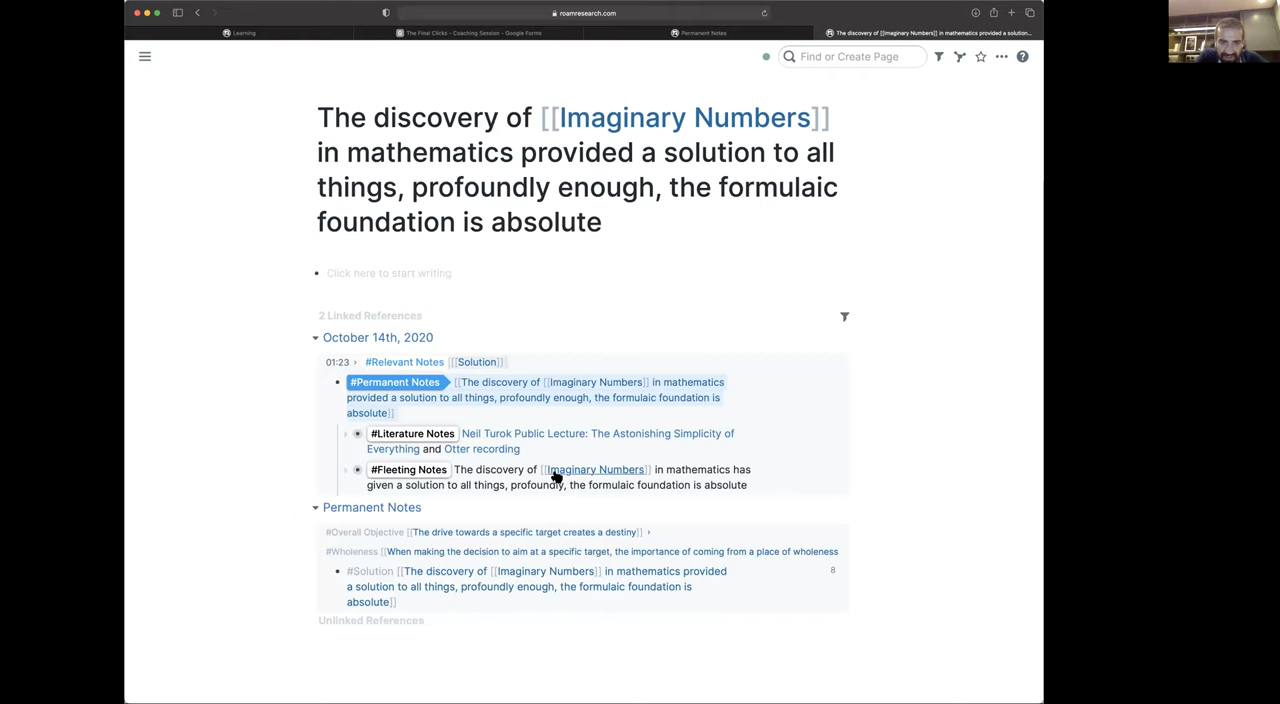 roamresearch.com
Learning
The Final Clicks - Coaching Session - Google Forms
Permanent Notes
The discovery of [[Imaginary Numbers]] in mathematics provided a solution...
Find or Create Page
The discovery of [[Imaginary Numbers]]
in mathematics provided a solution to all
things, profoundly enough, the formulaic
foundation is absolute
Click here to start writing
2 Linked References
October 14th, 2020
01:23 › #Relevant Notes [[Solution]]
#Permanent Notes [[The discovery of [[Imaginary Numbers]] in mathematics
provided a solution to all things, profoundly enough, the formulaic foundation is
absolute]]
#Literature Notes Neil Turok Public Lecture: The Astonishing Simplicity of
Everything and Otter recording
#Fleeting Notes The discovery of [[Imaginary Numbers]] in mathematics has
given a solution to all things, profoundly, the formulaic foundation is absolute
Permanent Notes
#Overall Objective [[The drive towards a specific target creates a destiny]] ›
#Wholeness [[When making the decision to aim at a specific target, the importance of coming from a place of wholeness
#Solution [[The discovery of [[Imaginary Numbers]] in mathematics provided 8
a solution to all things, profoundly enough, the formulaic foundation is
absolute]]
Unlinked References